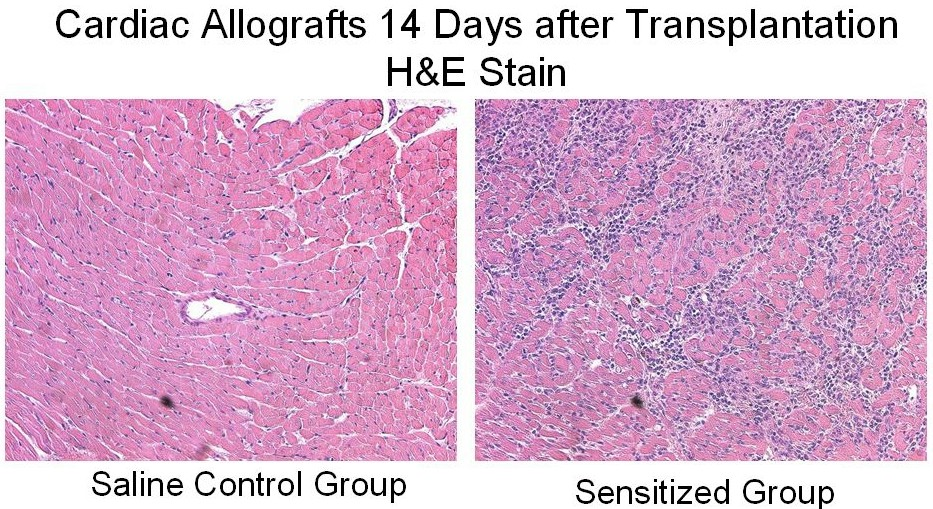 Cardiac Allografts 14 Days after Transplantation
H&E Stain
Saline Control Group
Sensitized Group